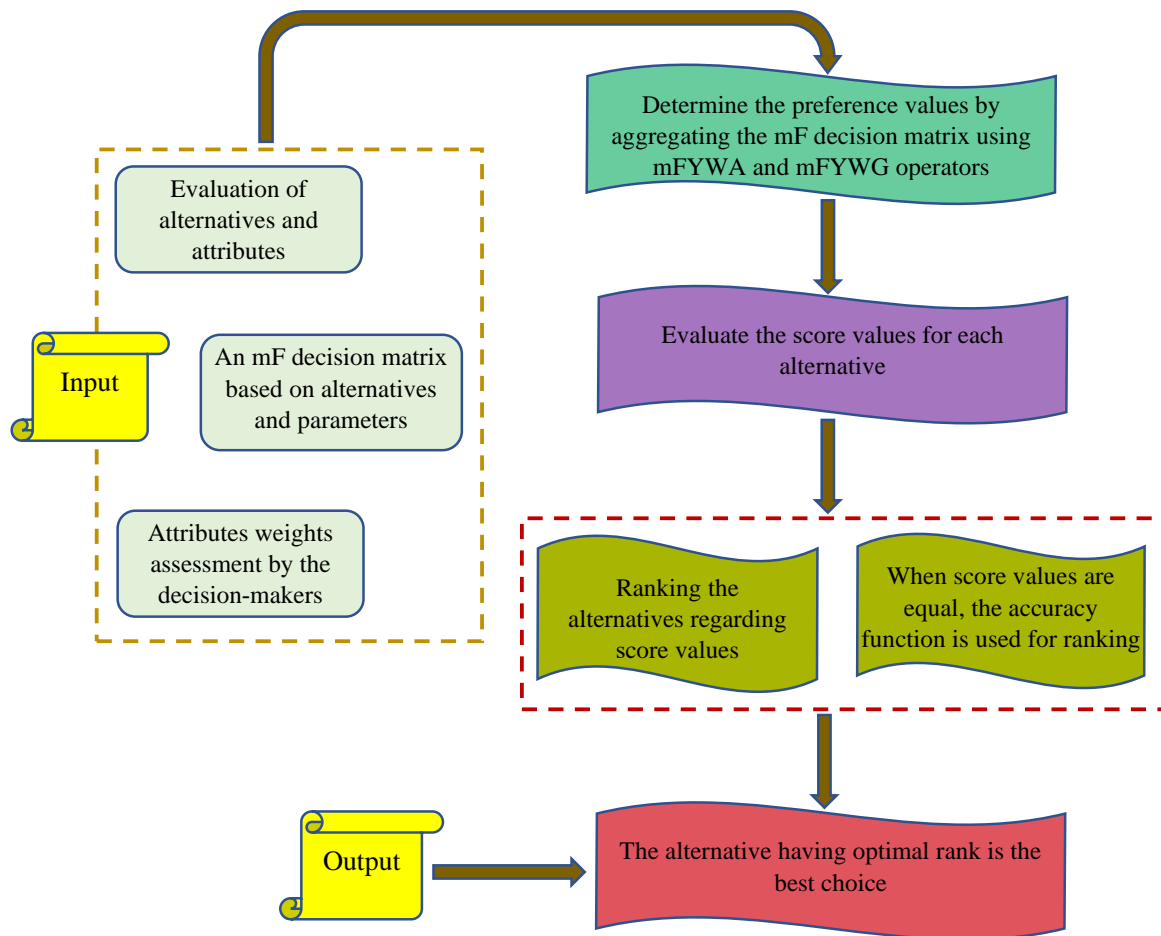 Determine the preference values by
aggregating the mF decision matrix using
mFYWA and mFYWG operators
Evaluation of
alternatives and
attributes
Input
An mF decision matrix
based on alternatives
and parameters
Attributes weights
assessment by the
decision-makers
Evaluate the score values for each
alternative
Ranking the
alternatives regarding
score values
When score values are
equal, the accuracy
function is used for ranking
Output
The alternative having optimal rank is the
best choice